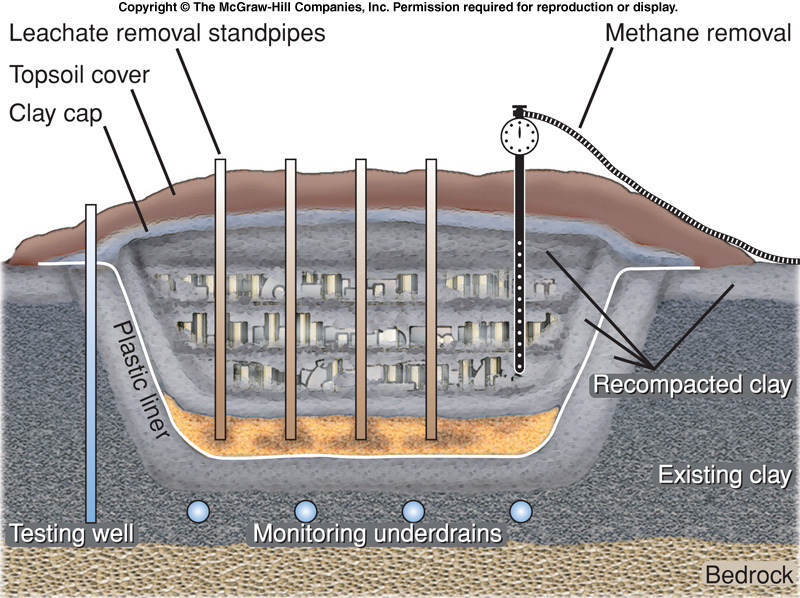 Copyright © The McGraw-Hill Companies, Inc. Permission required for reproduction or display.
Leachate removal standpipes
Methane removal
Topsoil cover
Clay cap
Plastic liner
Recompacted clay
Existing clay
Testing well
Monitoring underdrains
Bedrock